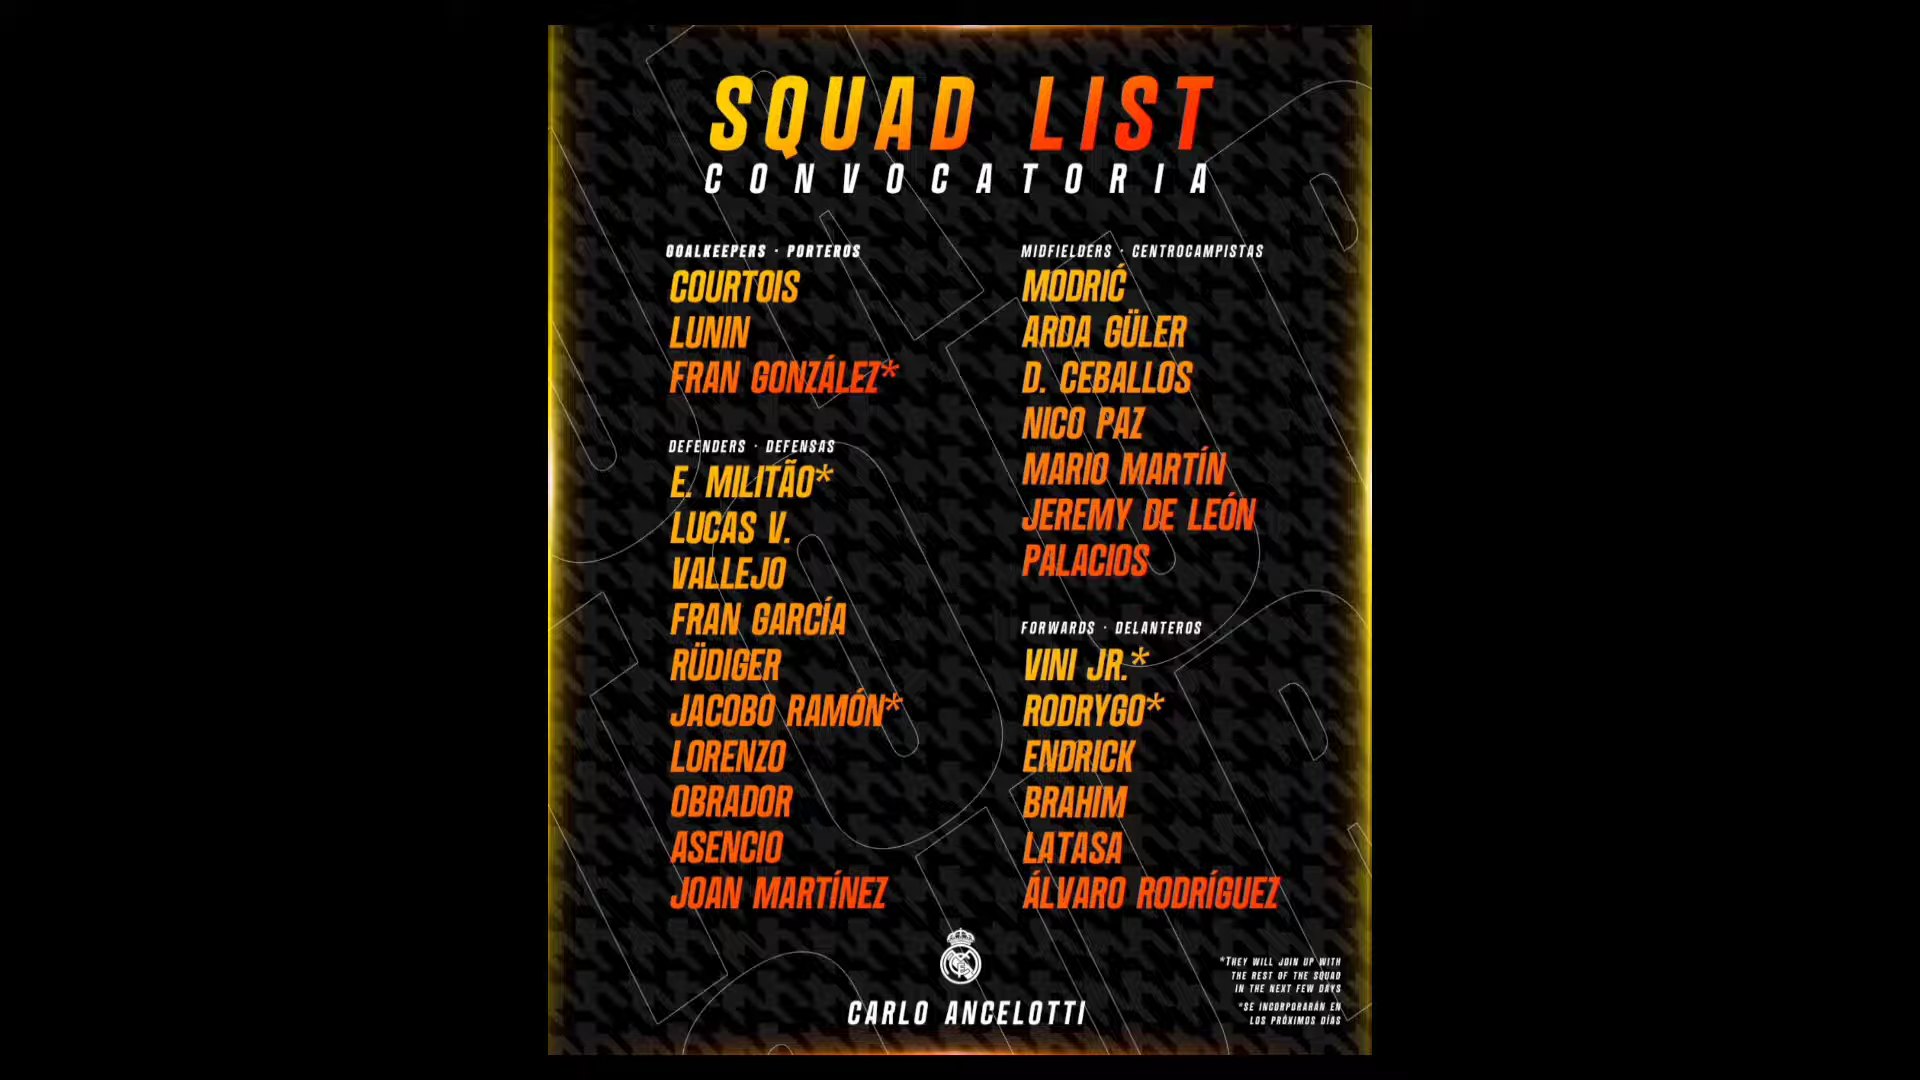 SQUAD LIST
CONVOCATORIA
GOALKEEPERS · PORTEROS
COURTOIS
LUNIN
FRAN GONZÁLEZ*
DEFENDERS · DEFENSAS
E. MILITÃO*
LUCAS V.
VALLEJO
FRAN GARCÍA
RÜDIGER
JACOBO RAMÓN*
LORENZO
OBRADOR
ASENCIO
JOAN MARTÍNEZ
MIDFIELDERS · CENTROCAMPISTAS
MODRIĆ
ARDA GÜLER
D. CEBALLOS
NICO PAZ
MARIO MARTÍN
JEREMY DE LEÓN
PALACIOS
FORWARDS · DELANTEROS
VINI JR.*
RODRYGO*
ENDRICK
BRAHIM
LATASA
ÁLVARO RODRÍGUEZ
CARLO ANCELOTTI
*THEY WILL JOIN UP WITH
THE REST OF THE SQUAD
IN THE NEXT FEW DAYS
*SE INCORPORARÁN EN
LOS PRÓXIMOS DÍAS